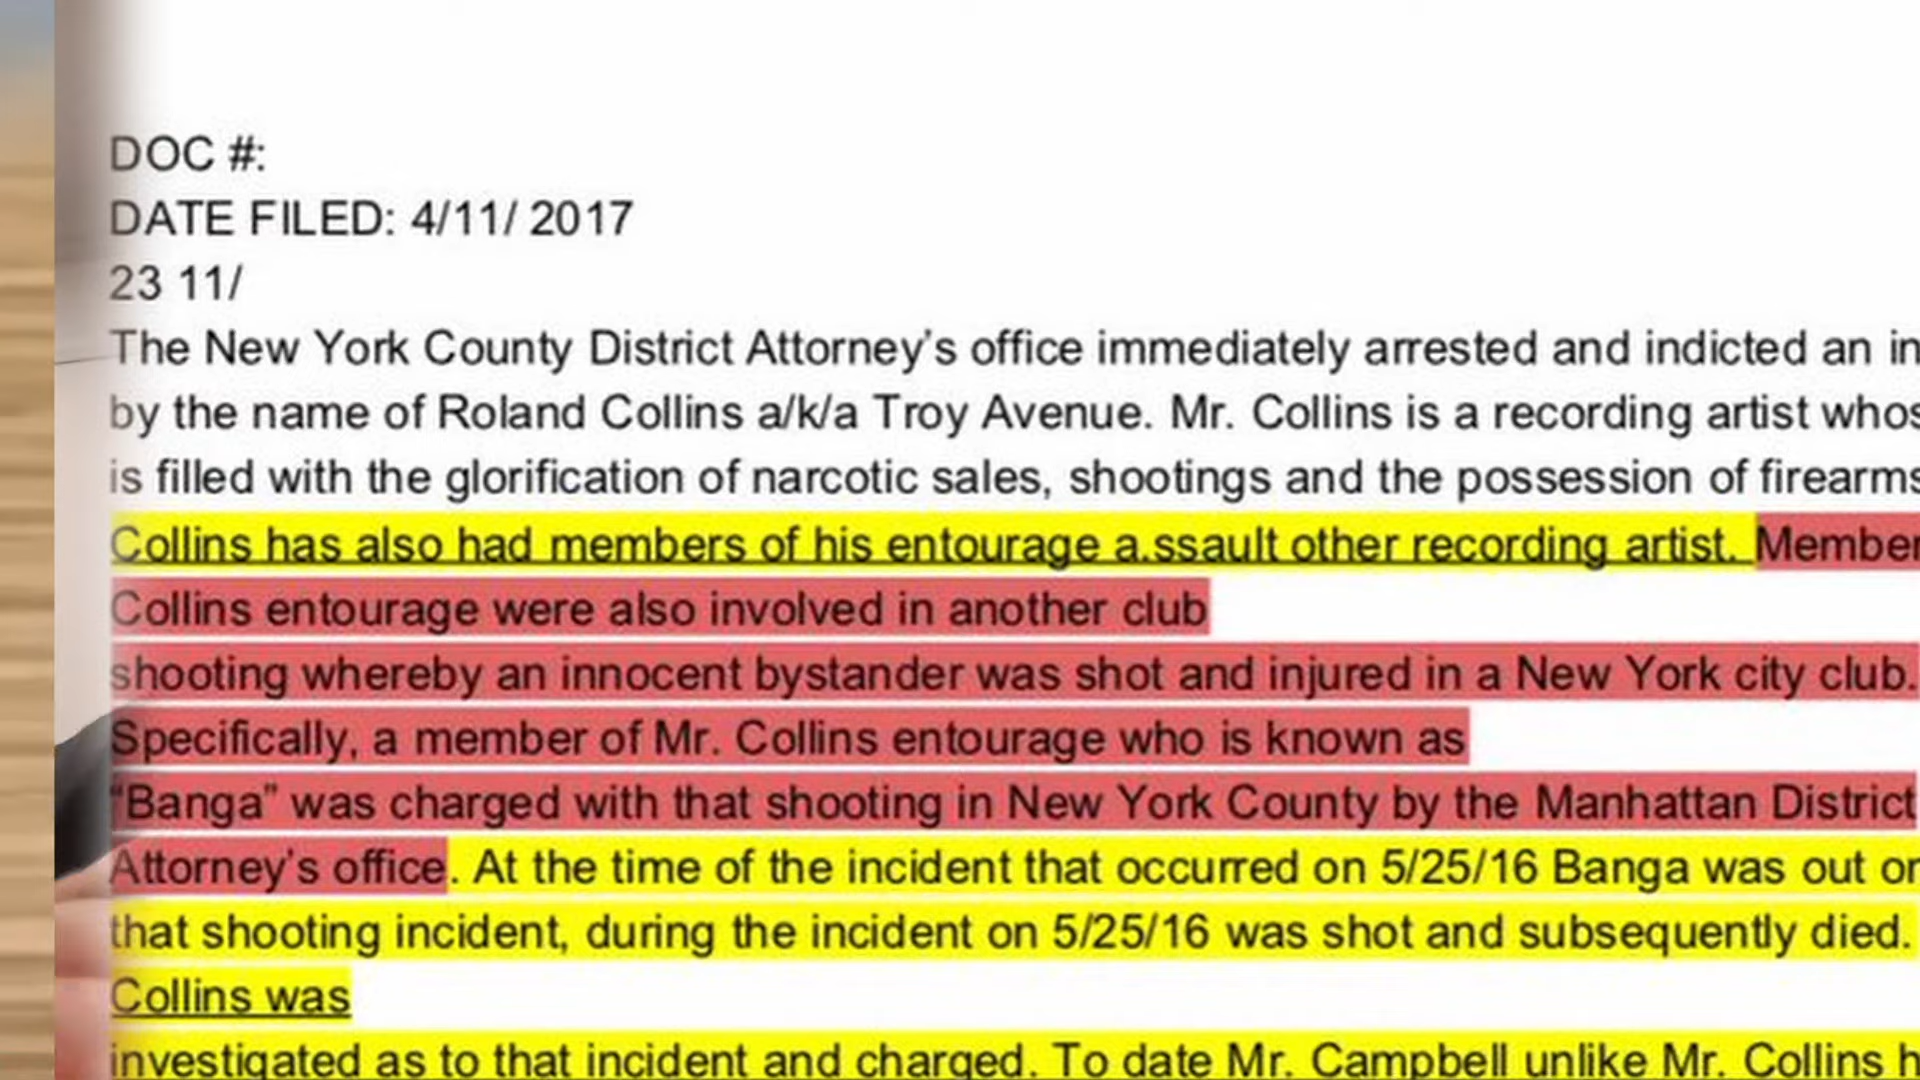 DOC #:
DATE FILED: 4/11/ 2017
23 11/
The New York County District Attorney's office immediately arrested and indicted an
by the name of Roland Collins a/k/a Troy Avenue. Mr. Collins is a recording artist
is filled with the glorification of narcotic sales, shootings and the possession of firearms
Collins has also had members of his entourage a.ssault other recording artist. Member
Collins entourage were also involved in another club
shooting whereby an innocent bystander was shot and injured in a New York city club.
Specifically, a member of Mr. Collins entourage who is known as
"Banga" was charged with that shooting in New York County by the Manhattan District
Attorney's office. At the time of the incident that occurred on 5/25/16 Banga was out
that shooting incident, during the incident on 5/25/16 was shot and subsequently died.
Collins was
investigated as to that incident and charged. To date Mr. Campbell unlike Mr. Collins